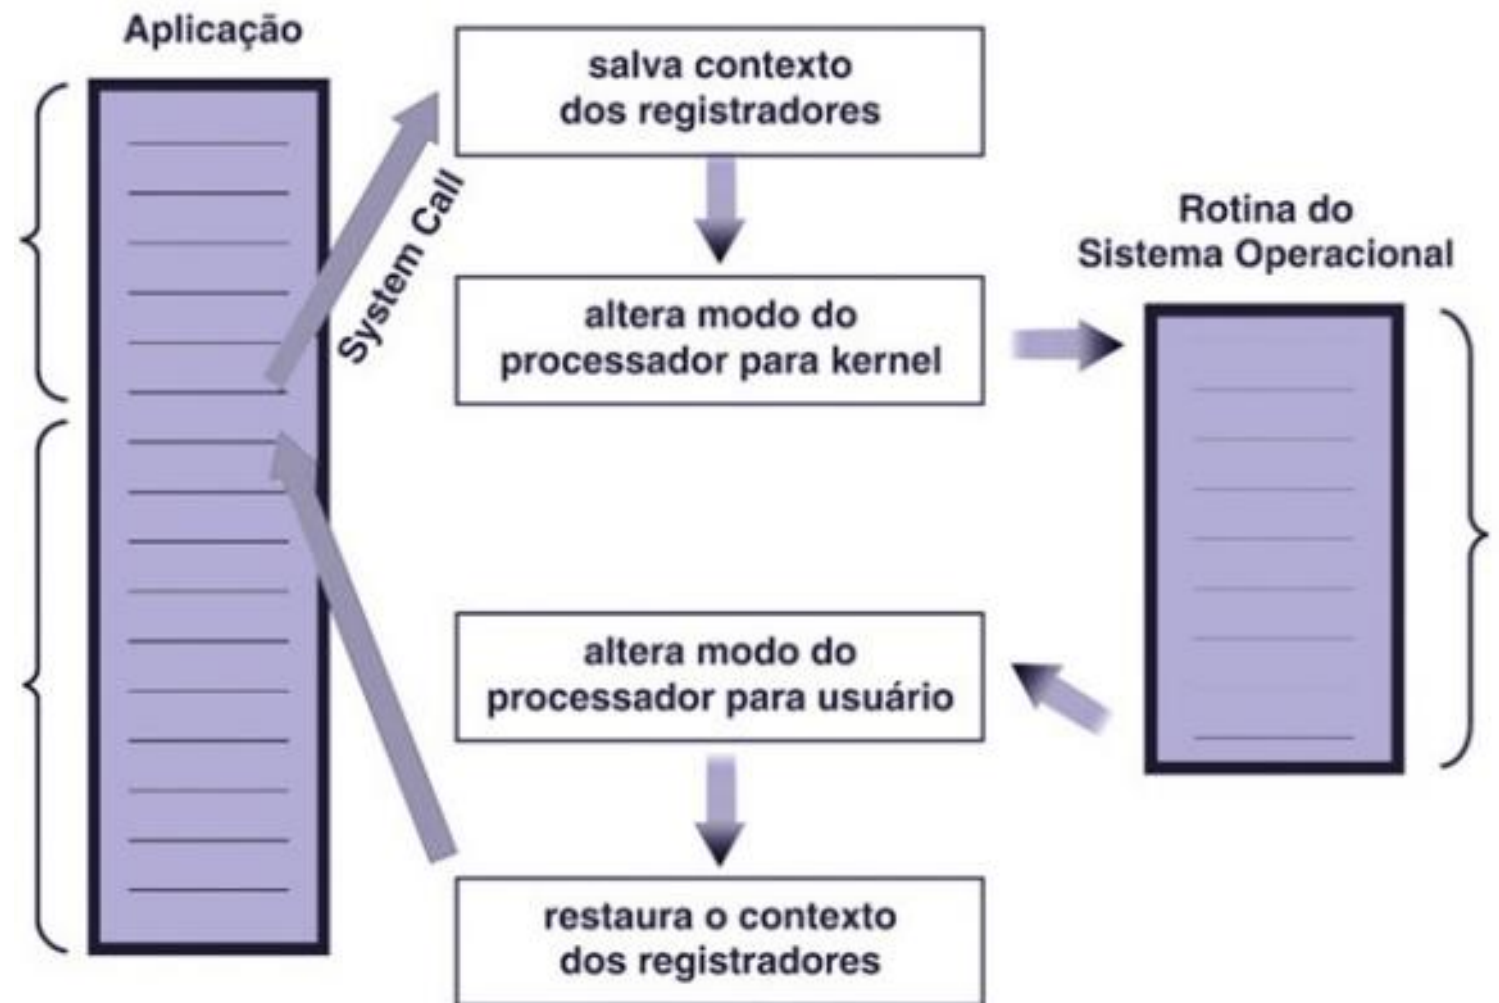 Aplicação
salva contexto
dos registradores
System Call
altera modo do
processador para kernel
Rotina do
Sistema Operacional
altera modo do
processador para usuário
restaura o contexto
dos registradores